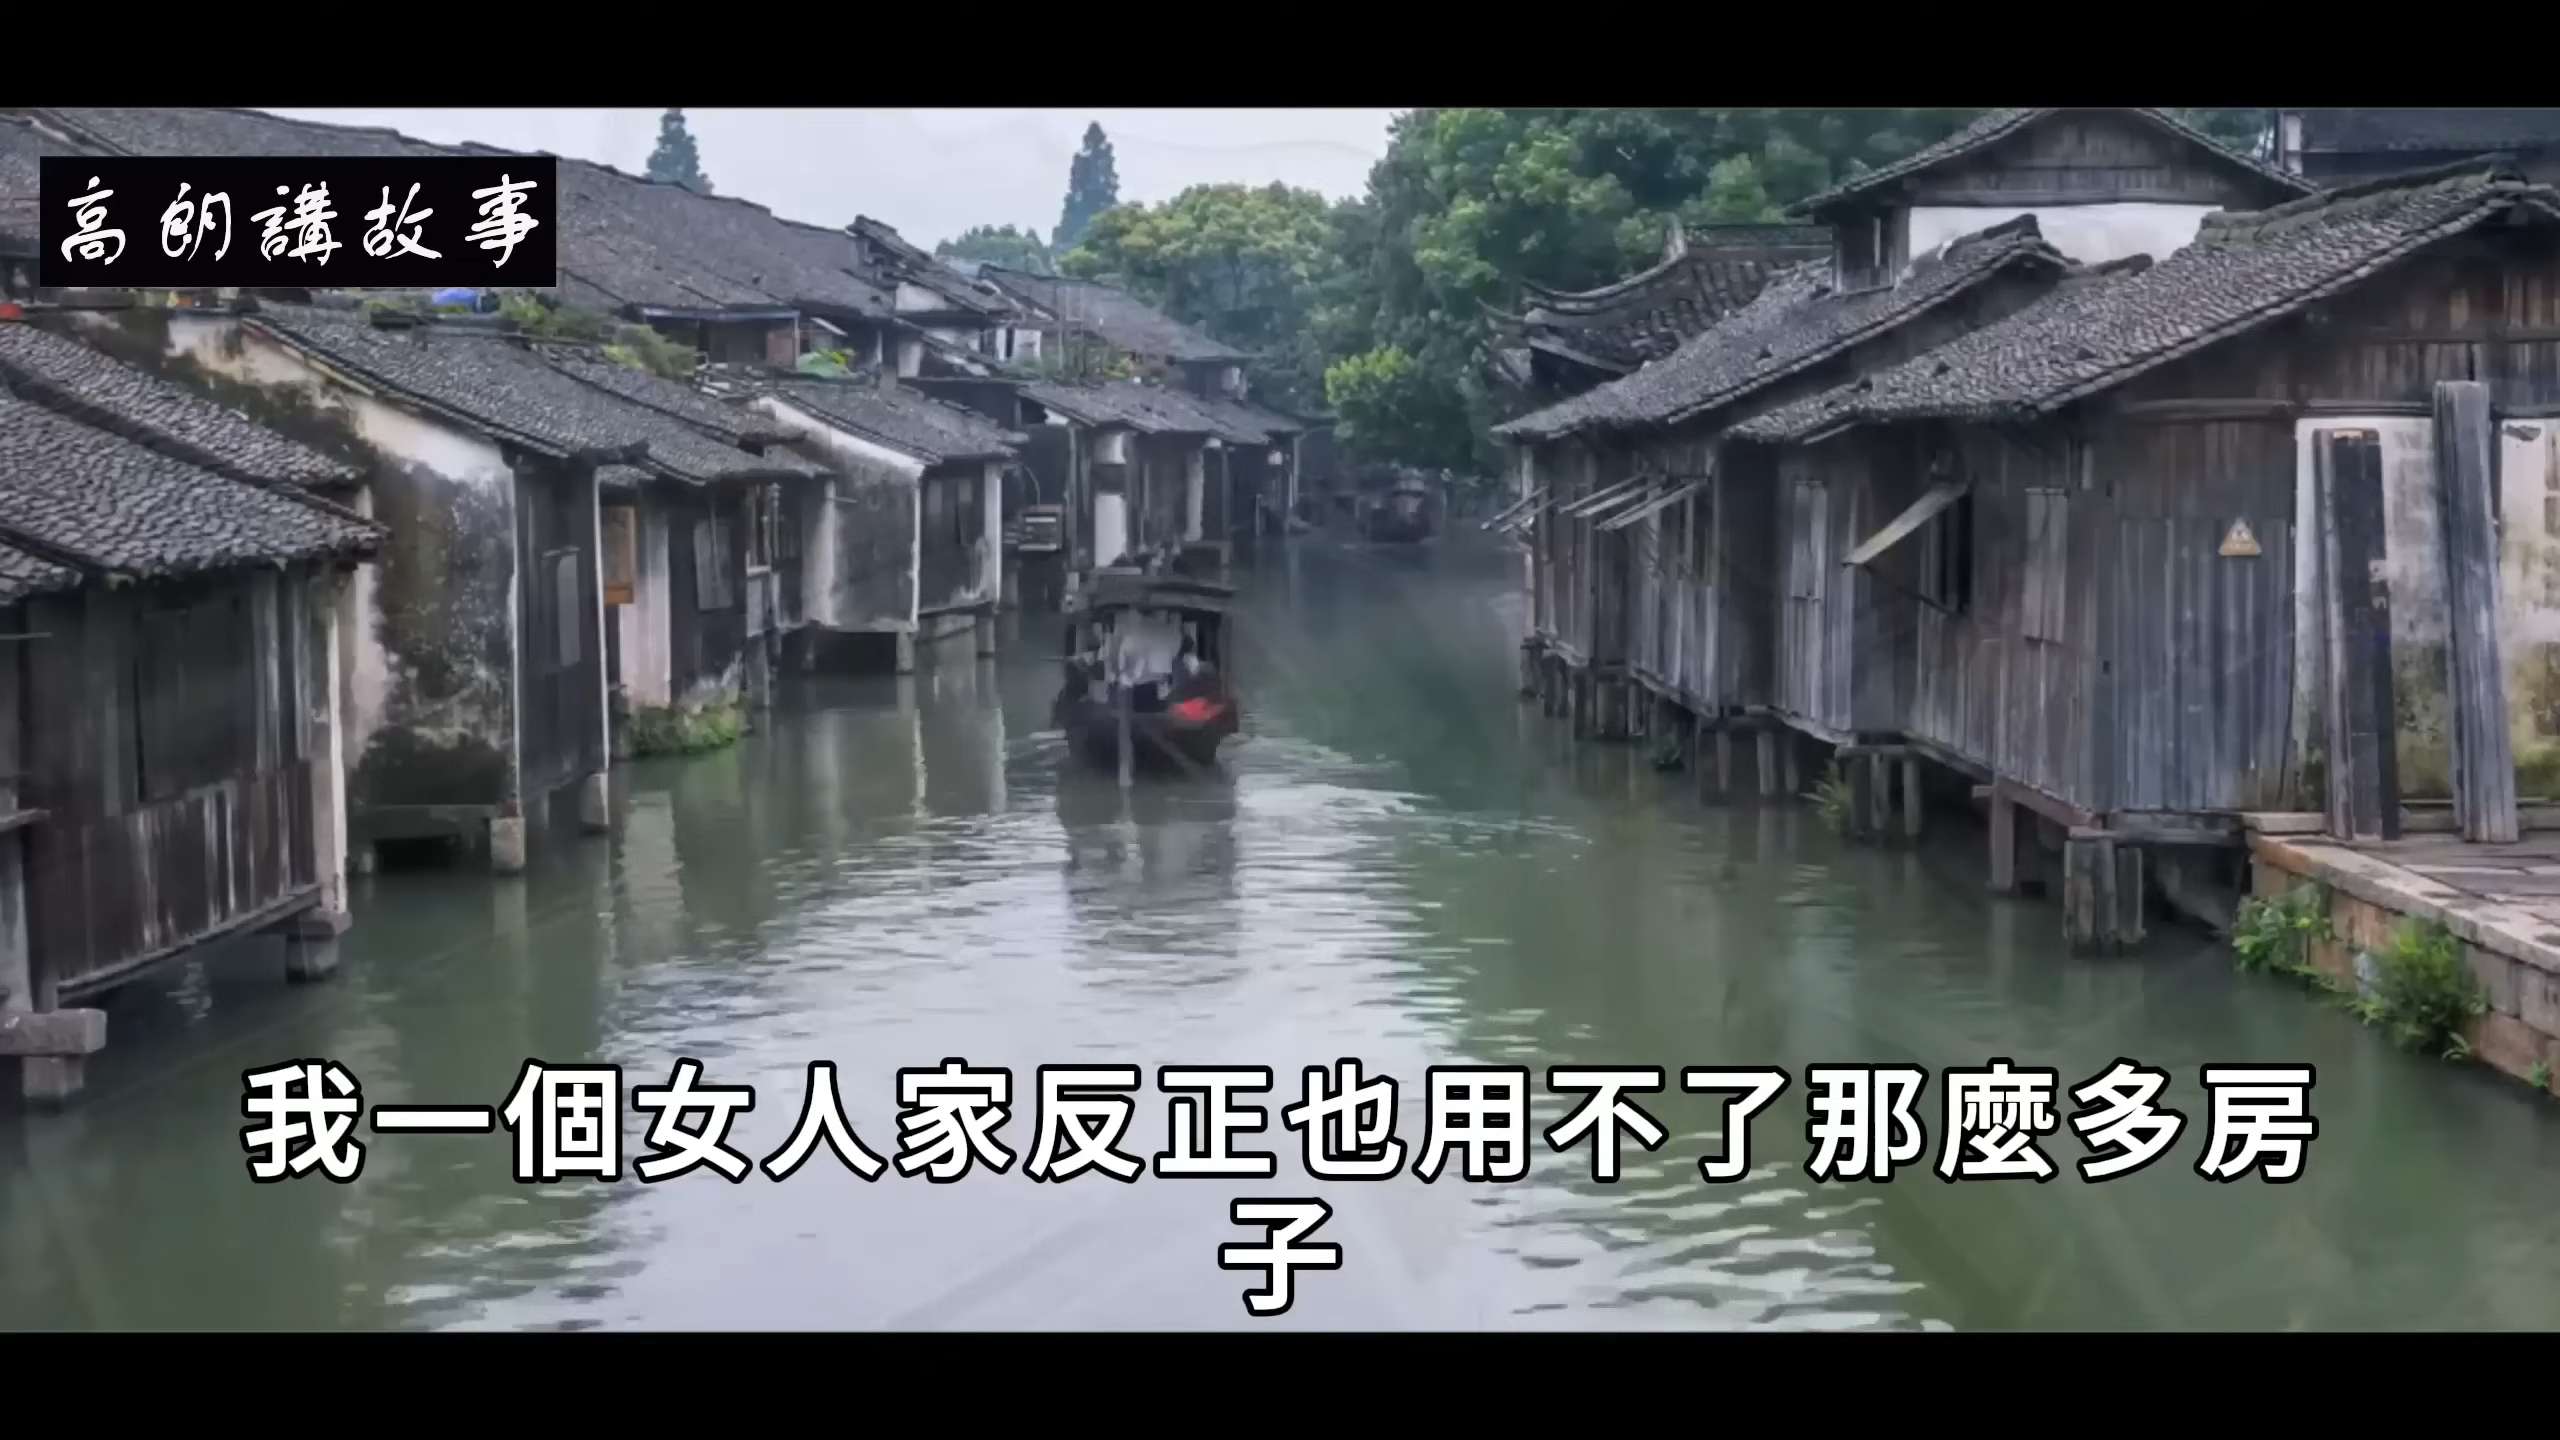 高朗講故事
我一個女人家反正也用不了那麼多房
子